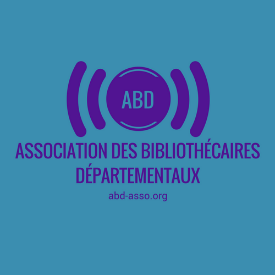 ABD
ASSOCIATION DES BIBLIOTHÉCAIRES
DÉPARTEMENTAUX
abd-asso.org